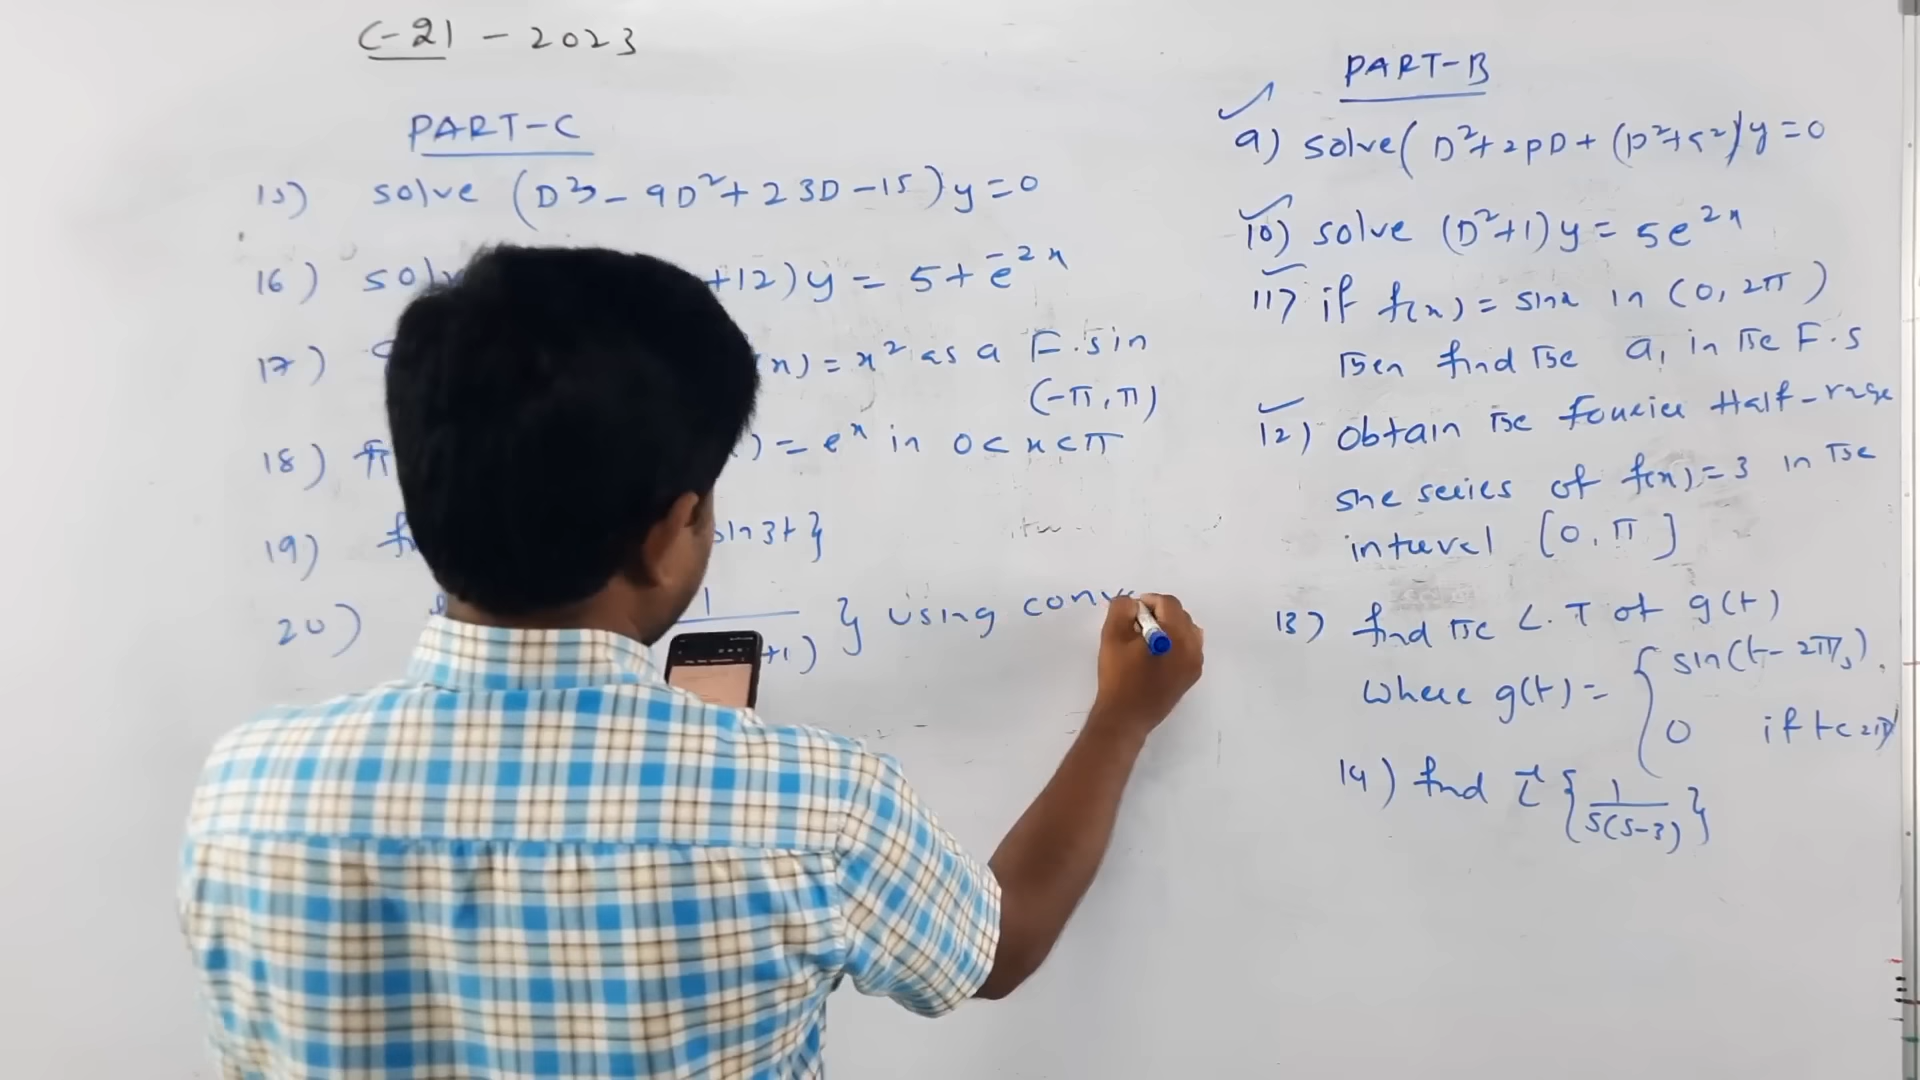 C-21 - 2023
PART-C
15) solve (D³ - 9D² + 23D - 15)y = 0
16) +12)y = 5 + e⁻²ˣ
17) x) = x² as a F.S in
(-π, π)
18) ) = eˣ in 0 < x < π
19) sin3t}
20) 1
+1) } using conv
PART-B
9) solve (D² + 2PD + (P² + q²))y = 0
10) solve (D² + 1)y = 5e²ˣ
11) if f(x) = sinx in (0, 2π)
Then find The a₁ in The F.S
12) Obtain The Fourier Half-range
sine series of f(x) = 3 in The
interval [0, π]
13) find The L.T of g(t)
where g(t) = { sin(t - 2π),
0 if t < 2π
14) find L⁻¹ { 1
s(s-3) }